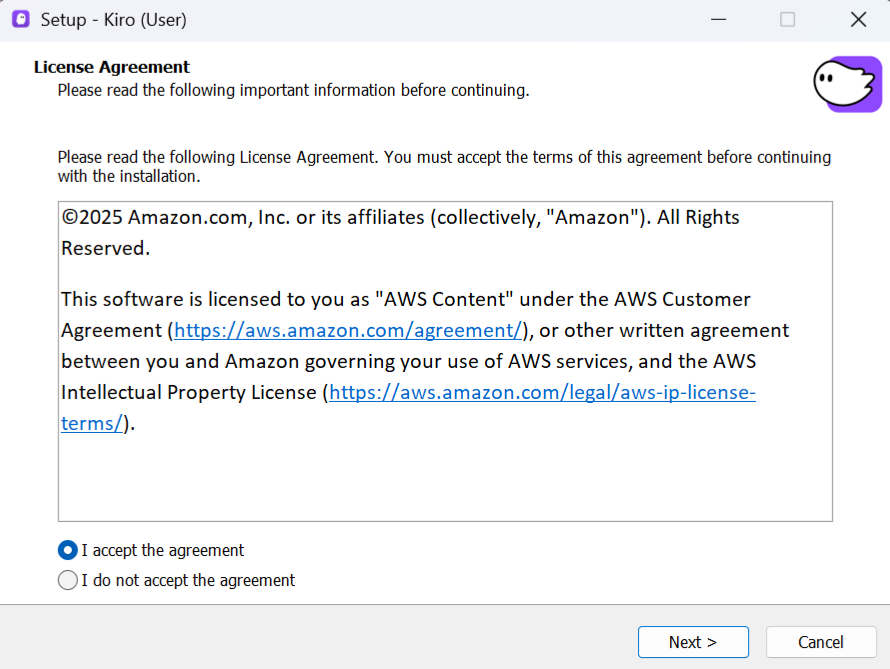 Setup - Kiro (User)
License Agreement
Please read the following important information before continuing.
Please read the following License Agreement. You must accept the terms of this agreement before continuing
with the installation.
©2025 Amazon.com, Inc. or its affiliates (collectively, "Amazon"). All Rights
Reserved.
This software is licensed to you as "AWS Content" under the AWS Customer
Agreement (https://aws.amazon.com/agreement/), or other written agreement
between you and Amazon governing your use of AWS services, and the AWS
Intellectual Property License (https://aws.amazon.com/legal/aws-ip-license-
terms/).
I accept the agreement
I do not accept the agreement
Next >
Cancel